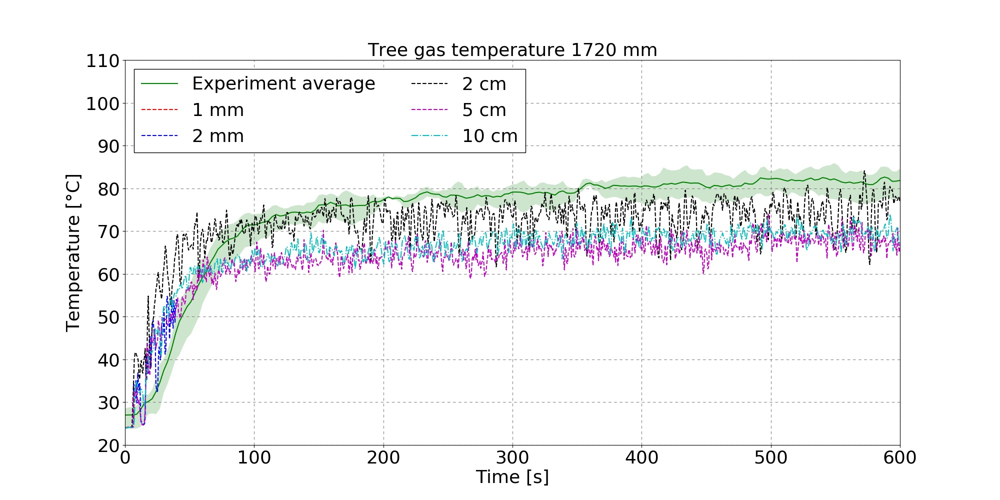 Tree gas temperature 1720 mm
110
100
90
80
70
60
50
40
30
20
Temperature [°C]
Experiment average
1 mm
2 mm
2 cm
5 cm
10 cm
0 100 200 300 400 500 600
Time [s]